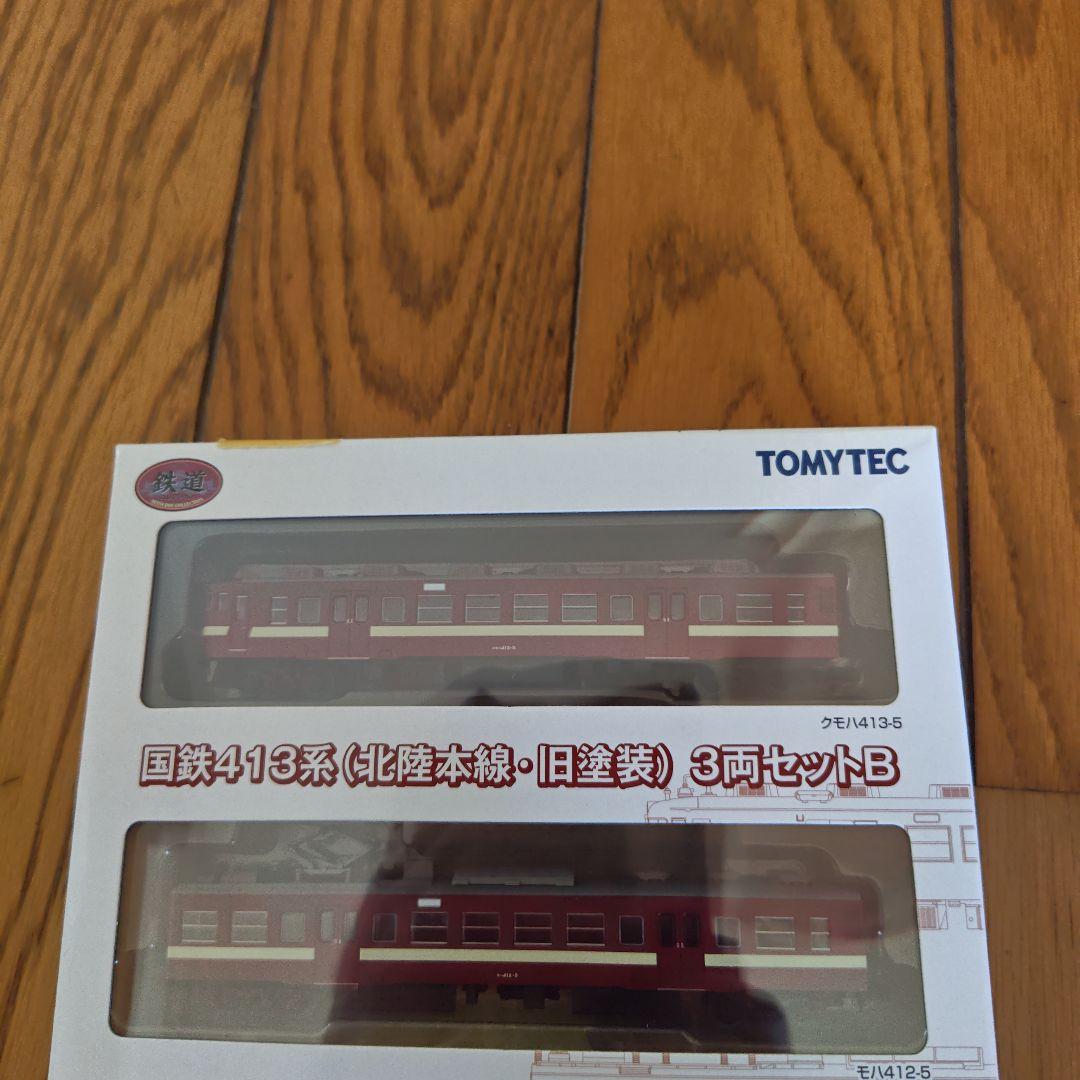 鉄道
TOMYTEC
クモハ413-5
国鉄413系(北陸本線・旧塗装) 3両セットB
モハ412-5